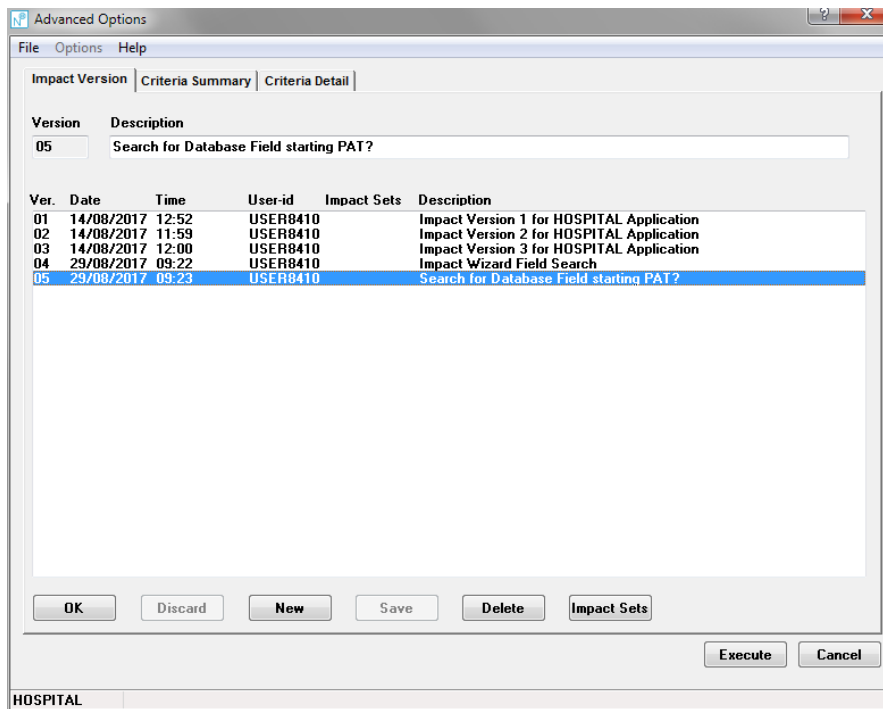 Advanced Options
File Options Help
Impact Version Criteria Summary Criteria Detail
Version Description
05 Search for Database Field starting PAT?
Ver. Date Time User-id Impact Sets Description
01 14/08/2017 12:52 USER8410 Impact Version 1 for HOSPITAL Application
02 14/08/2017 11:59 USER8410 Impact Version 2 for HOSPITAL Application
03 14/08/2017 12:00 USER8410 Impact Version 3 for HOSPITAL Application
04 29/08/2017 09:22 USER8410 Impact Wizard Field Search
05 29/08/2017 09:23 USER8410 Search for Database Field starting PAT?
OK Discard New Save Delete Impact Sets
Execute Cancel
HOSPITAL